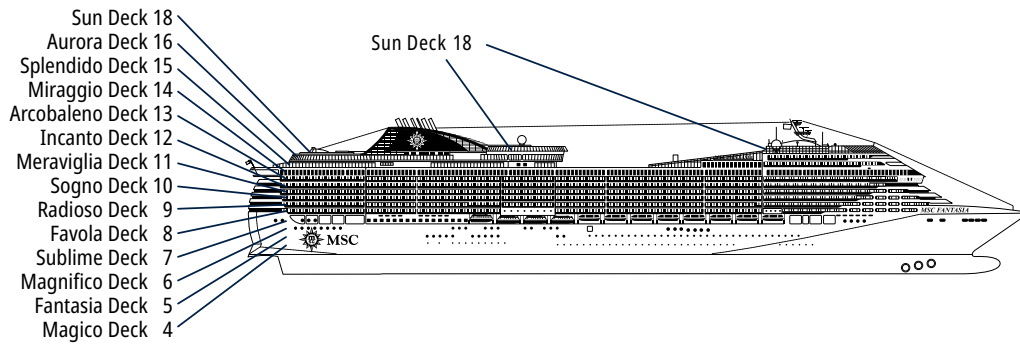 Sun Deck 18
Aurora Deck 16
Splendido Deck 15
Miraggio Deck 14
Arcobaleno Deck 13
Incanto Deck 12
Meraviglia Deck 11
Sogno Deck 10
Radioso Deck 9
Favola Deck 8
Sublime Deck 7
Magnifico Deck 6
Fantasia Deck 5
Magico Deck 4
Sun Deck 18
MSC FANTASIA
MSC